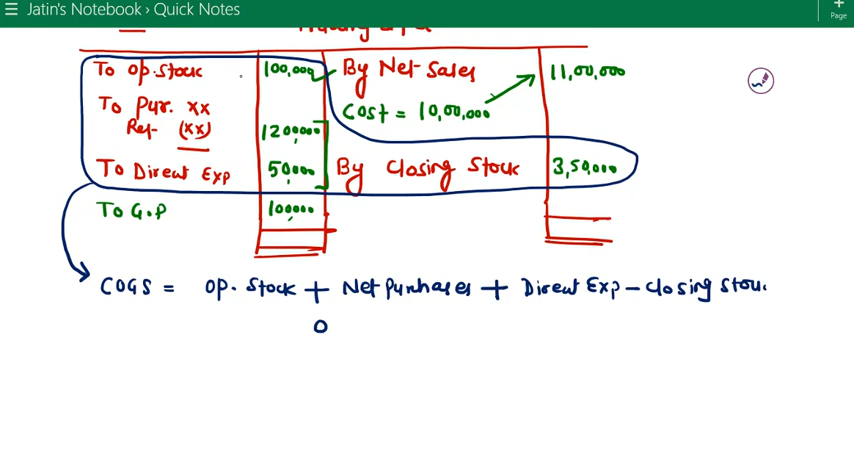 Jatin's Notebook › Quick Notes
Page
To Op. Stock 100,000 By Net-Sales 11,00,000
To Pur. xx Cost = 10,00,000
Ref- (xx) 1200000
To Direct Exp 50000 By Closing Stock 3,50,000
To G.P 100000
COGS = Op. Stock + Net Purchases + Direct Exp - Closing Stock
O